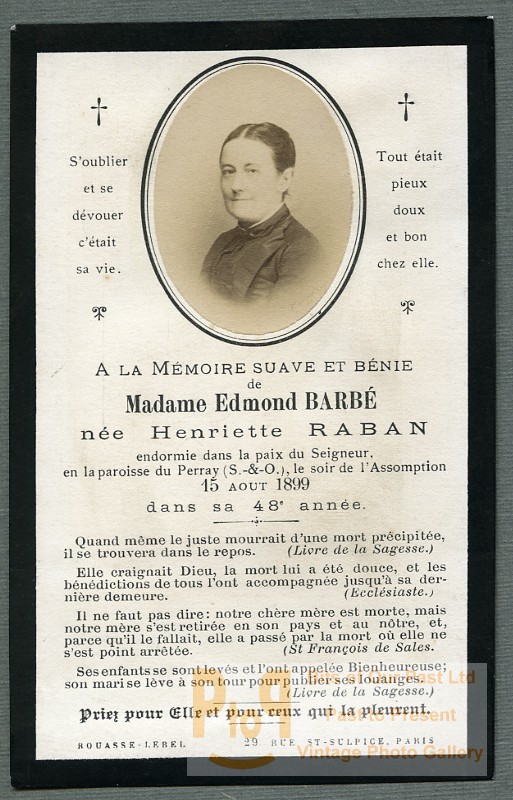 S'oublier
et se
dévouer
c'était
sa vie.
Tout était
pieux
doux
et bon
chez elle.
A LA MÉMOIRE SUAVE ET BÉNIE
de
Madame Edmond BARBÉ
née Henriette RABAN
endormie dans la paix du Seigneur,
en la paroisse du Perray (S.-&-O.), le soir de l'Assomption
15 AOUT 1899
dans sa 48e année.
Quand même le juste mourrait d'une mort précipitée,
il se trouvera dans le repos. (Livre de la Sagesse.)
Elle craignait Dieu, la mort lui a été douce, et les
bénédictions de tous l'ont accompagnée jusqu'à sa der-
nière demeure. (Ecclésiaste.)
Il ne faut pas dire: notre chère mère est morte, mais
notre mère s'est retirée en son pays et au nôtre, et,
parce qu'il le fallait, elle a passé par la mort où elle ne
s'est point arrêtée. (St François de Sales.
Ses enfants se sont levés et l'ont appelée Bienheureuse;
son mari se lève à son tour pour publier ses louanges.
(Livre de la Sagesse.)
Priez pour Elle et pour ceux qui la pleurent.
BOUASSE-LEBEL 29, RUE ST-SULPICE, PARIS
PtoP
Past to Present
Vintage Photo Gallery